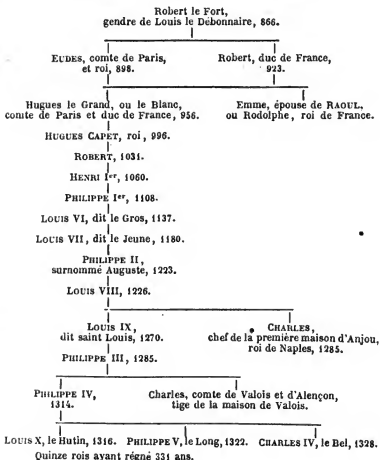 Robert le Fort,
gendre de Louis le Débonnaire, 866.
EUDES, comte de Paris,
et roi, 898.
Robert, duc de France,
923.
Hugues le Grand, ou le Blanc,
comte de Paris et duc de France, 956.
Emme, épouse de RAOUL,
ou Rodolphe, roi de France.
HUGUES CAPET, roi, 996.
ROBERT, 1031.
HENRI Ier, 1060.
PHILIPPE Ier, 1108.
LOUIS VI, dit le Gros, 1137.
LOUIS VII, dit le Jeune, 1180.
PHILIPPE II,
surnommé Auguste, 1223.
LOUIS VIII, 1226.
LOUIS IX,
dit saint Louis, 1270.
CHARLES,
chef de la première maison d'Anjou,
roi de Naples, 1285.
PHILIPPE III, 1285.
PHILIPPE IV,
1314.
Charles, comte de Valois et d'Alençon,
tige de la maison de Valois.
LOUIS X, le Hutin, 1316. PHILIPPE V, le Long, 1322. CHARLES IV, le Bel, 1328.
Quinze rois ayant régné 331 ans.